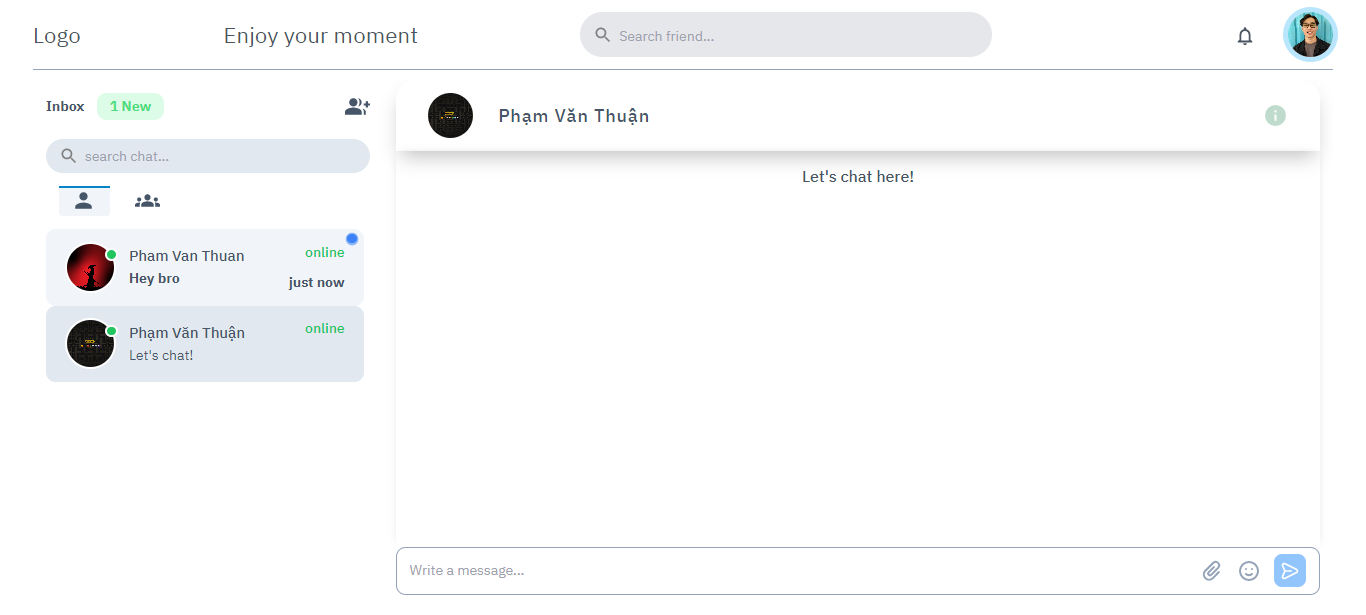 Logo
Enjoy your moment
Search friend...
Inbox
1 New
search chat...
Pham Van Thuan
online
Hey bro
just now
Phạm Văn Thuận
online
Let's chat!
Phạm Văn Thuận
Let's chat here!
Write a message...